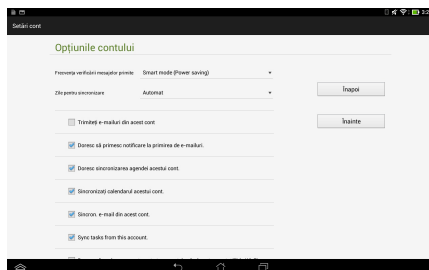 3:2
Setări cont
Opțiunile contului
Frecvența verificării mesajelor primite Smart mode (Power saving)
Zile pentru sincronizare Automat
Înapoi
Înainte
Trimiteți e-mailuri din acest cont
Doresc să primesc notificare la primirea de e-mailuri.
Doresc sincronizarea agendei acestui cont.
Sincronizați calendarul acestui cont.
Sincron. e-mail din acest cont.
Sync tasks from this account.